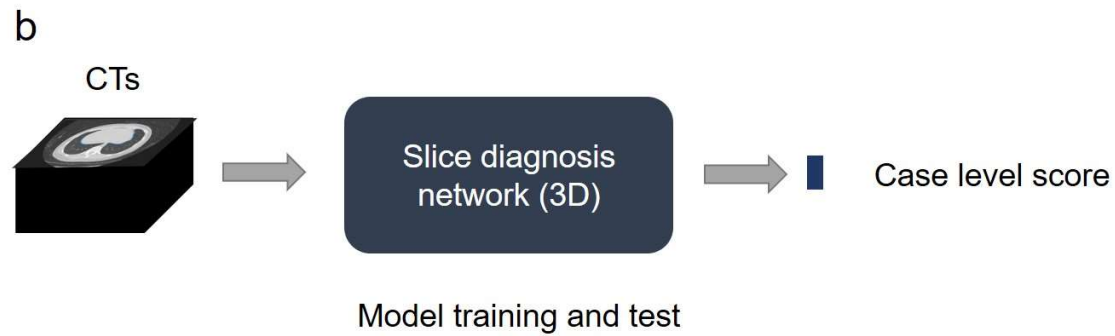 b
CTs
Slice diagnosis
network (3D)
Case level score
Model training and test